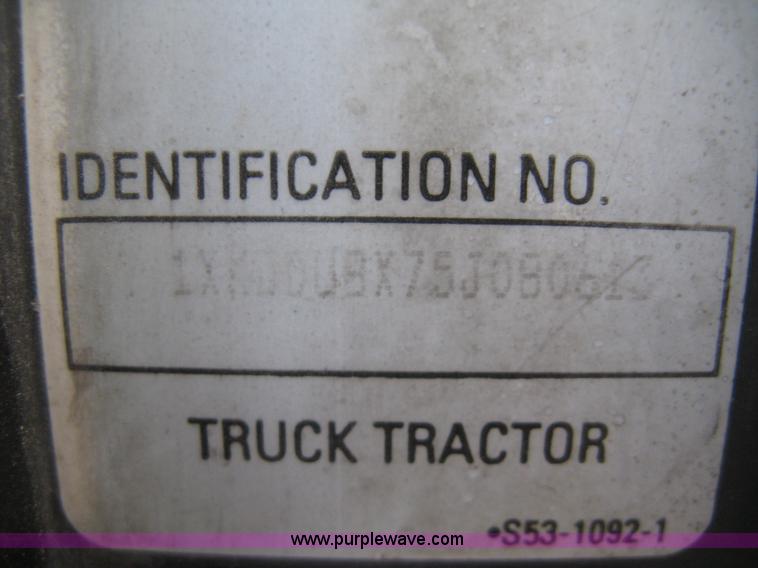 IDENTIFICATION NO.
TRUCK TRACTOR
•S53-1092-1
www.purplewave.com